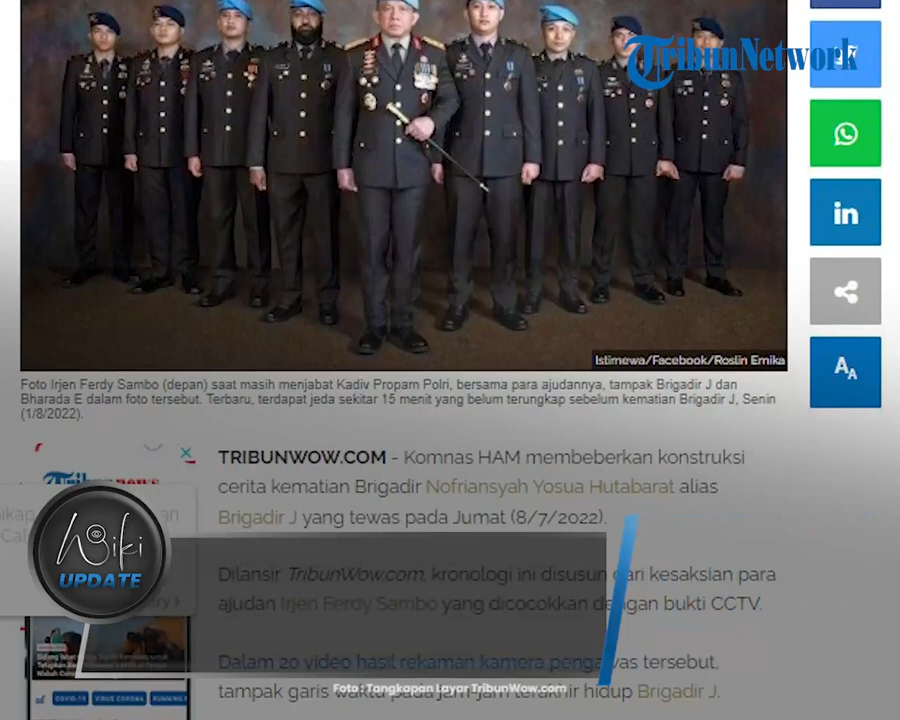 TribunNetwork
Istimewa/Facebook/Roslin Emika
Foto Irjen Ferdy Sambo (depan) saat masih menjabat Kadiv Propam Polri, bersama para ajudannya, tampak Brigadir J dan
Bharada E dalam foto tersebut. Terbaru, terdapat jeda sekitar 15 menit yang belum terungkap sebelum kematian Brigadir J, Senin
(1/8/2022).
TRIBUNWOW.COM - Komnas HAM membeberkan konstruksi
cerita kematian Brigadir Nofriansyah Yosua Hutabarat alias
Brigadir J yang tewas pada Jumat (8/7/2022).
Wiki
UPDATE
Dilansir TribunWow.com, kronologi ini disusun dari kesaksian para
ajudan Irjen Ferdy Sambo yang dicocokkan dengan bukti CCTV.
Dalam 20 video hasil rekaman kamera pengawas tersebut,
tampak garis waktu pada jam-jam terakhir hidup Brigadir J.
Foto : Tangkapan Layar TribunWow.com
COVID-19
VIRUS CORONA